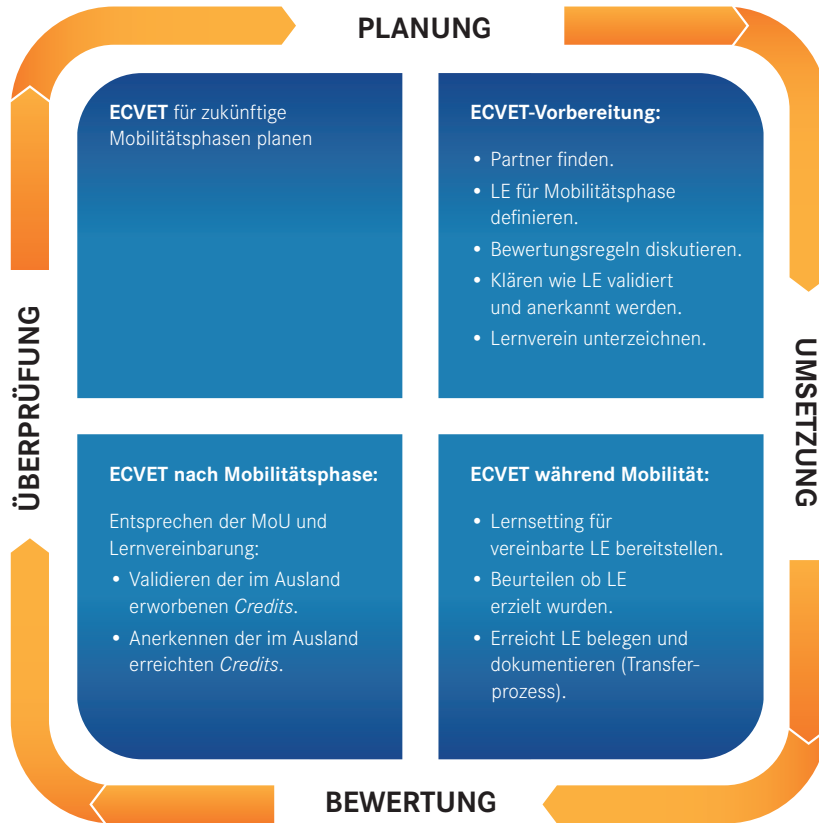 PLANUNG
ECVET für zukünftige
Mobilitätsphasen planen
ECVET-Vorbereitung:
• Partner finden.
• LE für Mobilitätsphase
definieren.
• Bewertungsregeln diskutieren.
• Klären wie LE validiert
und anerkannt werden.
• Lernverein unterzeichnen.
ÜBERPRÜFUNG
UMSETZUNG
ECVET nach Mobilitätsphase:
Entsprechen der MoU und
Lernvereinbarung:
• Validieren der im Ausland
erworbenen Credits.
• Anerkennen der im Ausland
erreichten Credits.
ECVET während Mobilität:
• Lernsetting für
vereinbarte LE bereitstellen.
• Beurteilen ob LE
erzielt wurden.
• Erreicht LE belegen und
dokumentieren (Transfer-
prozess).
BEWERTUNG